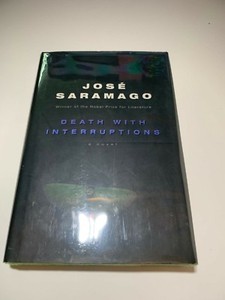 JOSÉ
SARAMAGO
Winner of the Nobel Prize for Literature
DEATH WITH
INTERRUPTIONS
A Novel